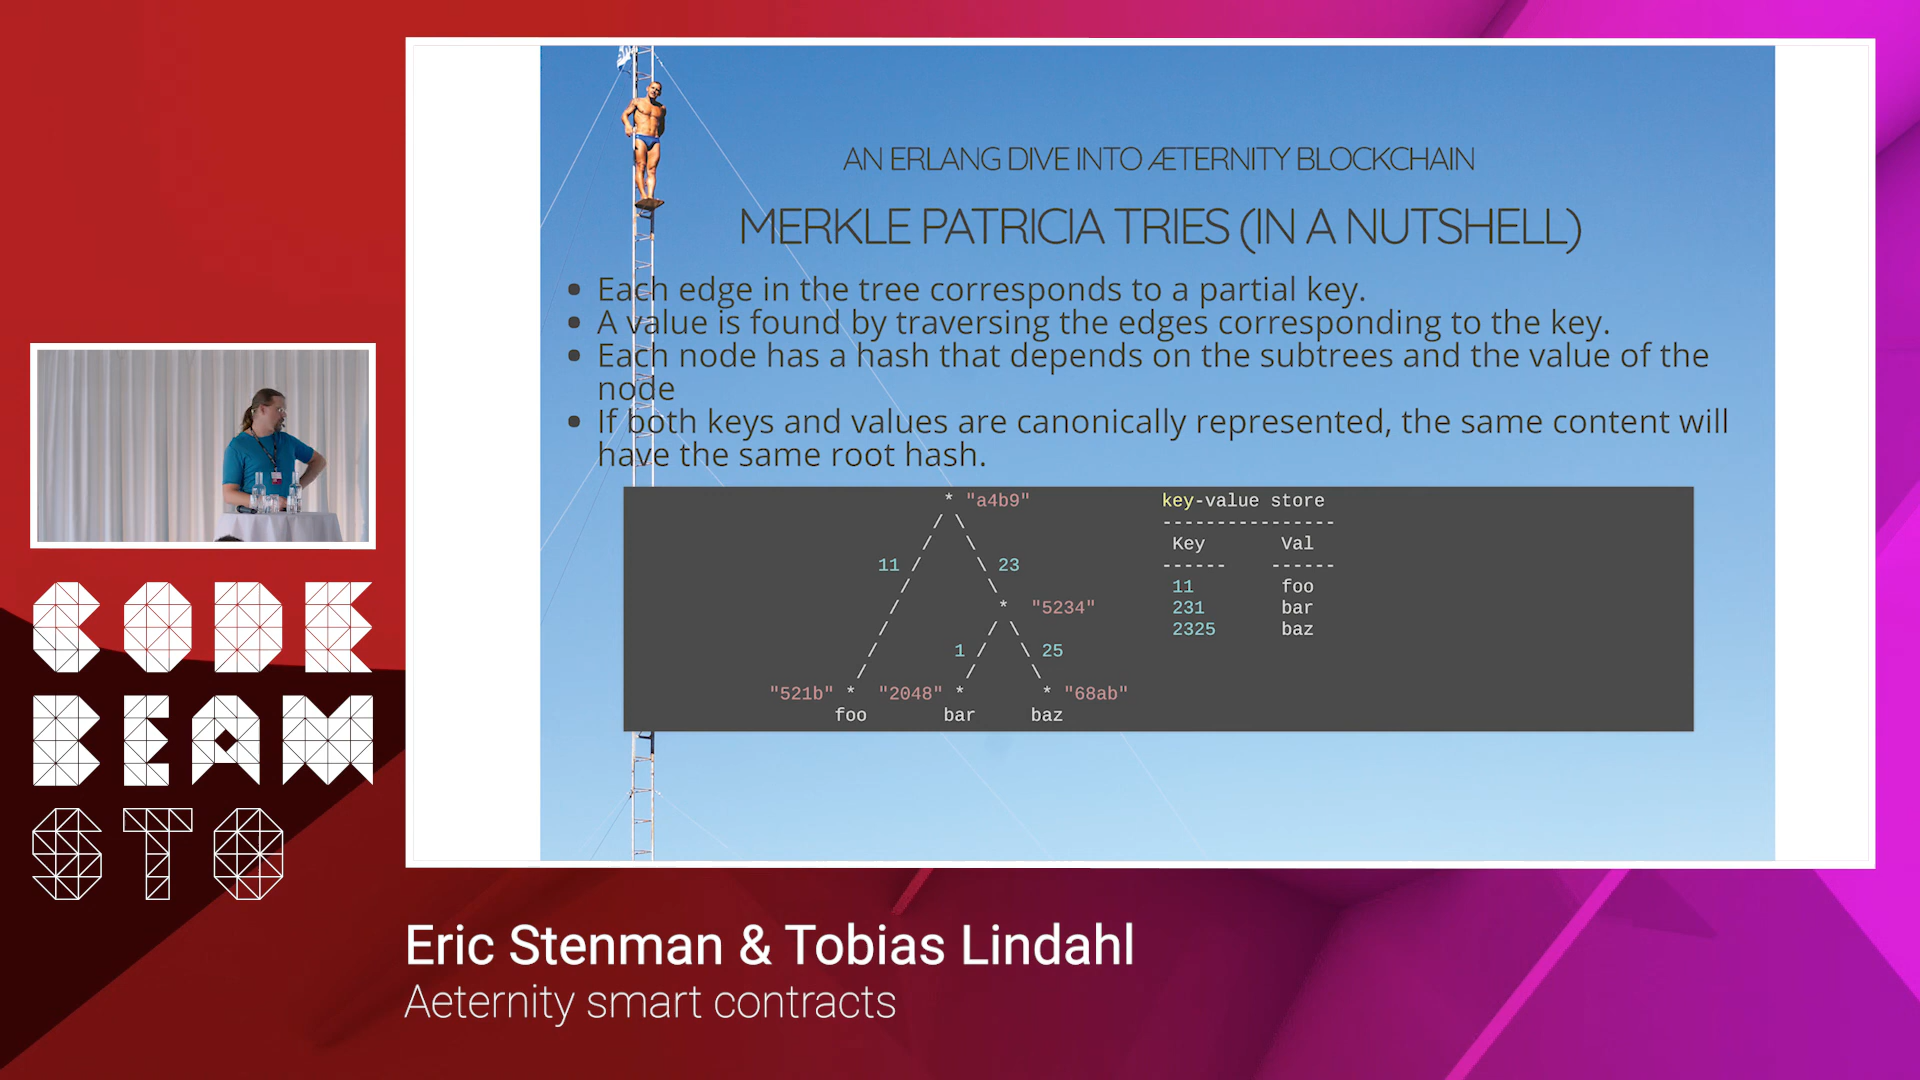 AN ERLANG DIVE INTO ÆTERNITY BLOCKCHAIN
MERKLE PATRICIA TRIES (IN A NUTSHELL)
• Each edge in the tree corresponds to a partial key.
• A value is found by traversing the edges corresponding to the key.
• Each node has a hash that depends on the subtrees and the value of the
node
• If both keys and values are canonically represented, the same content will
have the same root hash.
* "a4b9"
/ \
/ \
11 / \ 23
/ \
/ * "5234"
/ / \
/ 1 / \ 25
/ / \
"521b" * "2048" * * "68ab"
foo bar baz
key-value store
----------------
Key Val
------ ------
11 foo
231 bar
2325 baz
CODE
BEAM
STO
Eric Stenman & Tobias Lindahl
Aeternity smart contracts